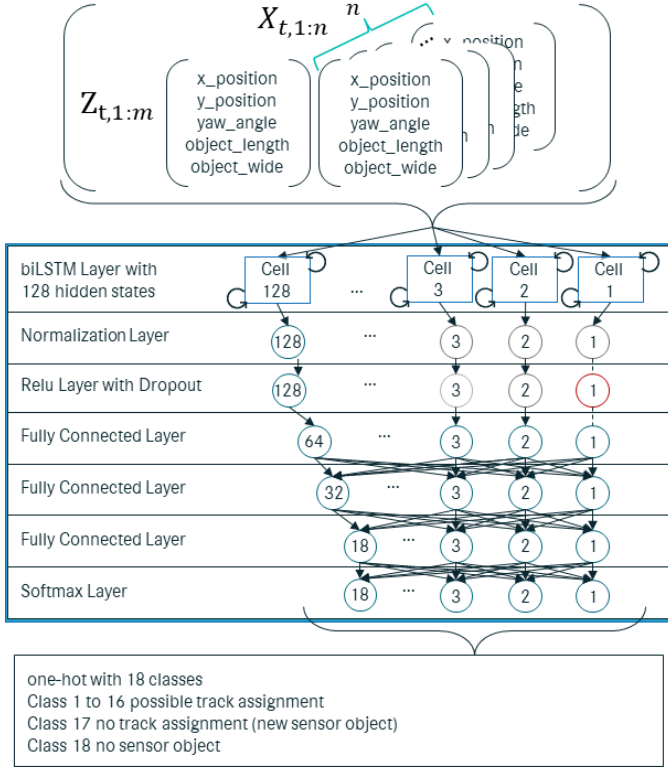 X_{t,1:n} n
Z_{t,1:m}
x_position
y_position
yaw_angle
object_length
object_wide
x_position
y_position
yaw_angle
object_length
object_wide
... x_position
biLSTM Layer with
128 hidden states
Cell 128 ... Cell 3 Cell 2 Cell 1
Normalization Layer 128 ... 3 2 1
Relu Layer with Dropout 128 ... 3 2 1
Fully Connected Layer 64 ... 3 2 1
Fully Connected Layer 32 ... 3 2 1
Fully Connected Layer 18 ... 3 2 1
Softmax Layer 18 ... 3 2 1
one-hot with 18 classes
Class 1 to 16 possible track assignment
Class 17 no track assignment (new sensor object)
Class 18 no sensor object